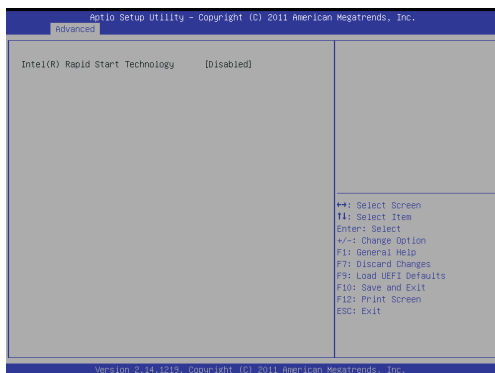 Aptio Setup Utility – Copyright (C) 2011 American Megatrends, Inc.
Advanced
Intel(R) Rapid Start Technology [Disabled]
↔: Select Screen
↑↓: Select Item
Enter: Select
+/-: Change Option
F1: General Help
F7: Discard Changes
F9: Load UEFI Defaults
F10: Save and Exit
F12: Print Screen
ESC: Exit
Version 2.14.1219. Copyright (C) 2011 American Megatrends, Inc.